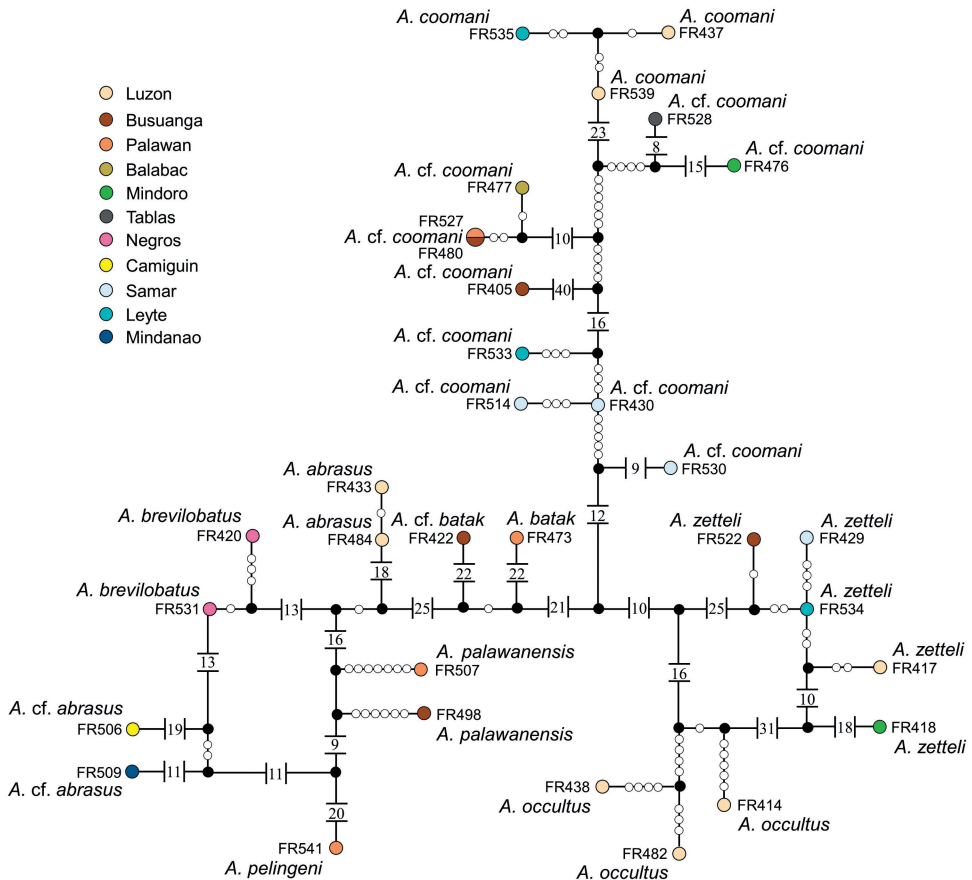 A. coomani
A. coomani
FR535
FR437
A. coomani
FR539
A. cf. coomani
FR528
23
8
A. cf. coomani
15
FR476
Luzon
Busuanga
Palawan
Balabac
Mindoro
Tablas
Negros
Camiguin
Samar
Leyte
Mindanao
A. cf. coomani
FR477
FR527
A. cf. coomani
FR480
10
A. cf. coomani
FR405
40
16
A. cf. coomani
FR533
A. cf. coomani
FR514
A. cf. coomani
FR430
A. cf. coomani
9
FR530
12
A. abrasus
FR433
A. abrasus
FR484
18
A. cf. batak
FR422
22
A. batak
FR473
22
A. zetteli
FR522
A. zetteli
FR429
A. brevilobatus
FR420
A. brevilobatus
FR531
13
25
21
10
25
A. zetteli
FR534
13
16
16
A. palawanensis
FR507
FR417
A. zetteli
10
A. cf. abrasus
FR506
19
FR498
A. palawanensis
9
31
18
FR418
A. zetteli
FR509
11
11
A. cf. abrasus
20
FR438
A. occultus
FR414
A. occultus
FR541
A. pelingeni
FR482
A. occultus